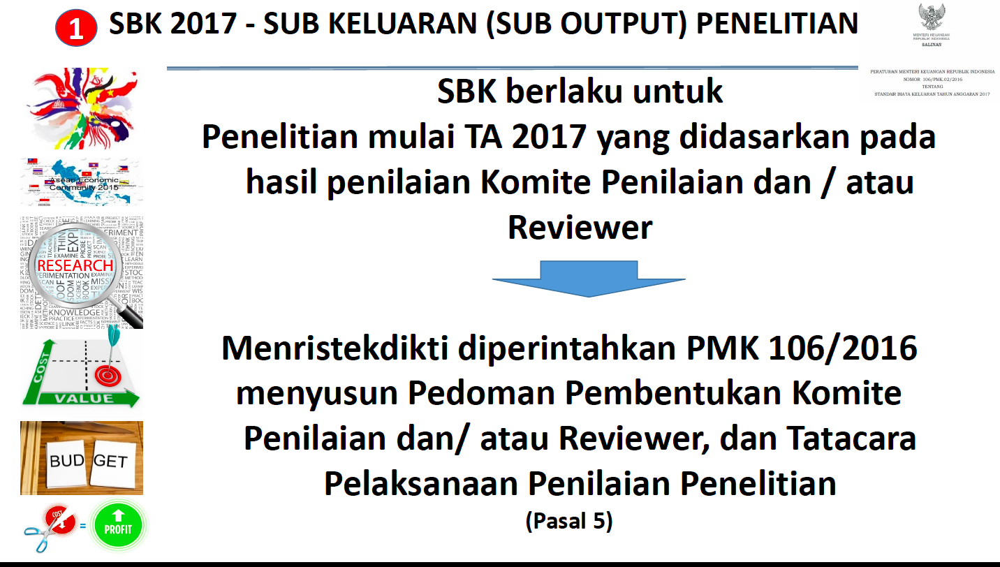 1 SBK 2017 - SUB KELUARAN (SUB OUTPUT) PENELITIAN
MENTERI KEUANGAN
REPUBLIK INDONESIA
SALINAN
PERATURAN MENTERI KEUANGAN REPUBLIK INDONESIA
NOMOR 106/PMK.02/2016
TENTANG
STANDAR BIAYA KELUARAN TAHUN ANGGARAN 2017
SBK berlaku untuk
Penelitian mulai TA 2017 yang didasarkan pada
hasil penilaian Komite Penilaian dan / atau
Reviewer
Menristekdikti diperintahkan PMK 106/2016
menyusun Pedoman Pembentukan Komite
Penilaian dan/ atau Reviewer, dan Tatacara
Pelaksanaan Penilaian Penelitian
(Pasal 5)
Asean Economic
Community 2015
RESEARCH
EXAMINE
KNOWLEDGE
PRACTICE
COST
VALUE
BUDGET
COST
=
PROFIT